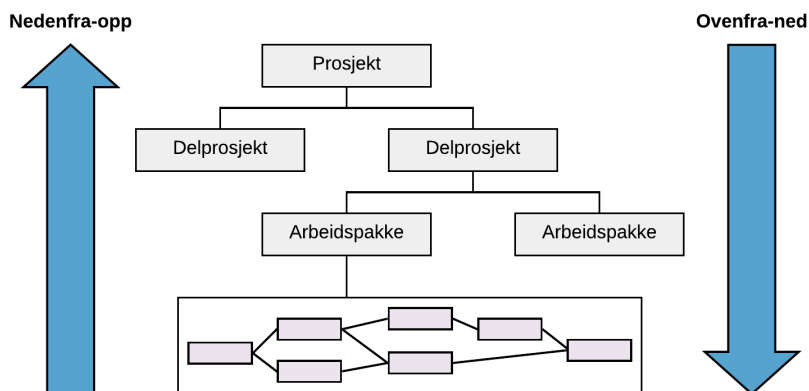 Nedenfra-opp
Ovenfra-ned
Prosjekt
Delprosjekt
Delprosjekt
Arbeidspakke
Arbeidspakke